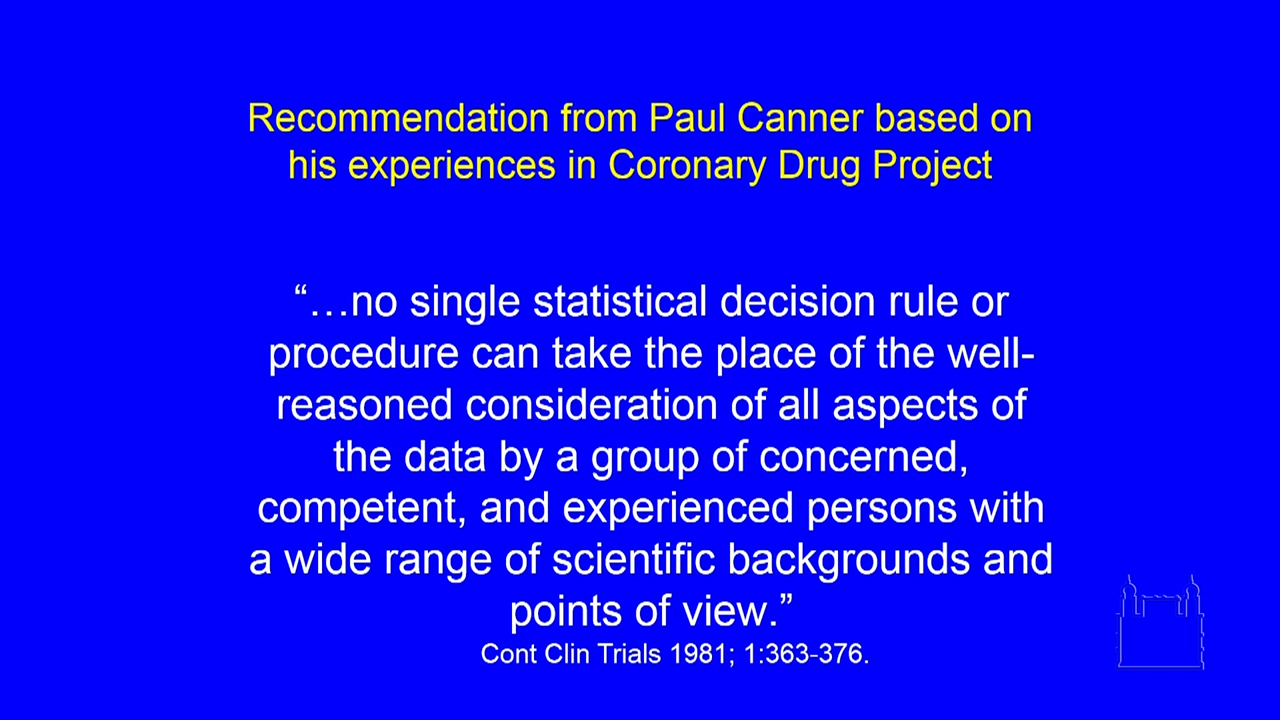 Recommendation from Paul Canner based on
his experiences in Coronary Drug Project
“…no single statistical decision rule or
procedure can take the place of the well-
reasoned consideration of all aspects of
the data by a group of concerned,
competent, and experienced persons with
a wide range of scientific backgrounds and
points of view.”
Cont Clin Trials 1981; 1:363-376.